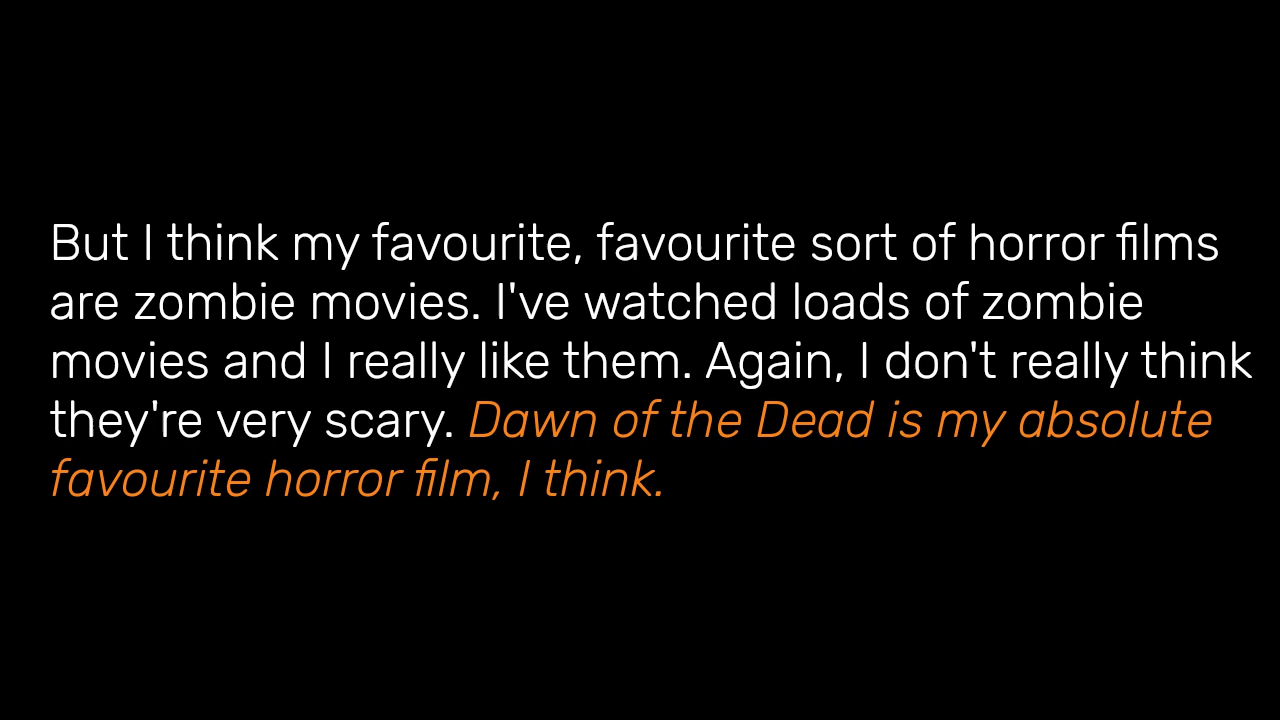 But I think my favourite, favourite sort of horror films
are zombie movies. I've watched loads of zombie
movies and I really like them. Again, I don't really think
they're very scary. Dawn of the Dead is my absolute
favourite horror film, I think.